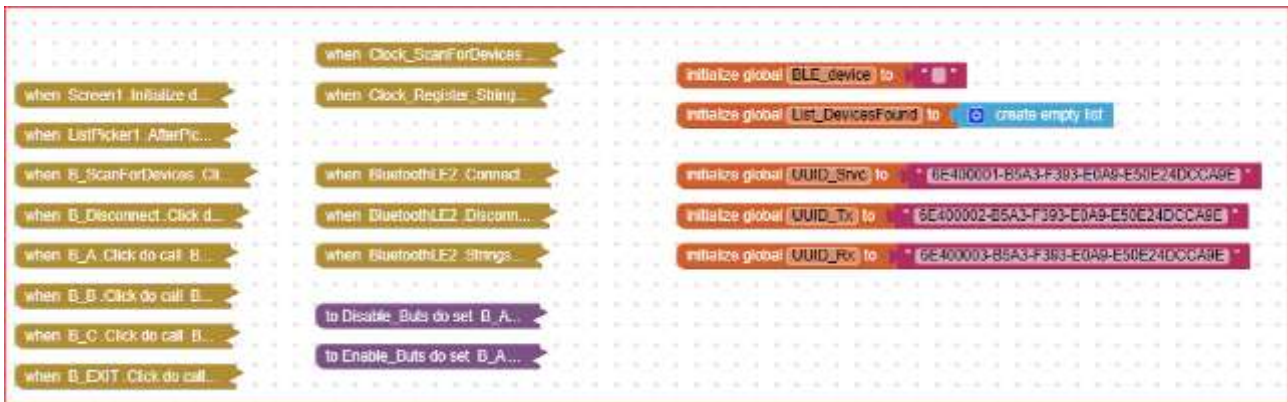 when Screen1 .Initialize d...
when ListPicker1 .AfterPic...
when B_ScanForDevices .Cli...
when B_Disconnect .Click d...
when B_A .Click do call B...
when B_B .Click do call B...
when B_C .Click do call B...
when B_EXIT .Click do call...
when Clock_ScanForDevices ...
when Clock_Register_String...
when BluetoothLE2 .Connect...
when BluetoothLE2 .Disconn...
when BluetoothLE2 .Strings...
to Disable_Buts do set B_A...
to Enable_Buts do set B_A...
initialize global BLE_device to " "
initialize global List_DevicesFound to create empty list
initialize global UUID_Srvc to " 6E400001-B5A3-F393-E0A9-E50E24DCCA9E "
initialize global UUID_Tx to " 6E400002-B5A3-F393-E0A9-E50E24DCCA9E "
initialize global UUID_Rx to " 6E400003-B5A3-F393-E0A9-E50E24DCCA9E "